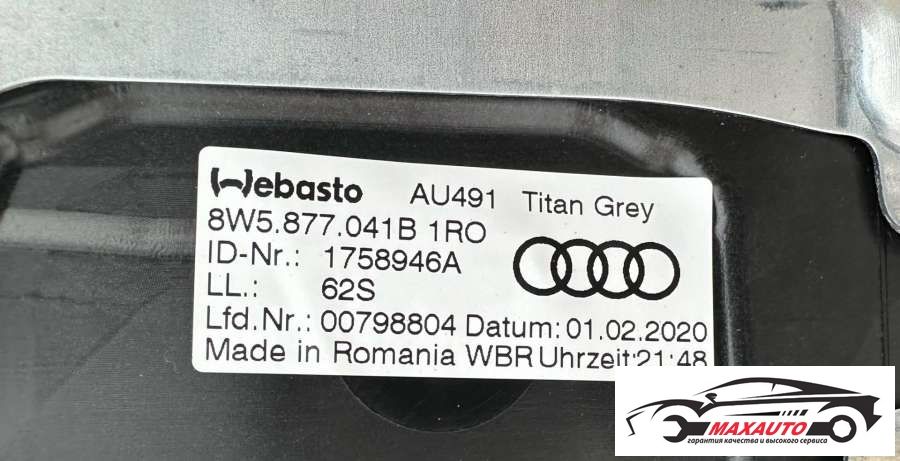 Webasto AU491 Titan Grey
8W5.877.041B 1RO
ID-Nr.: 1758946A
LL.: 62S
Lfd.Nr.: 00798804 Datum: 01.02.2020
Made in Romania WBR Uhrzeit:21:48
MAXAUTO
гарантия качества и высокого сервиса